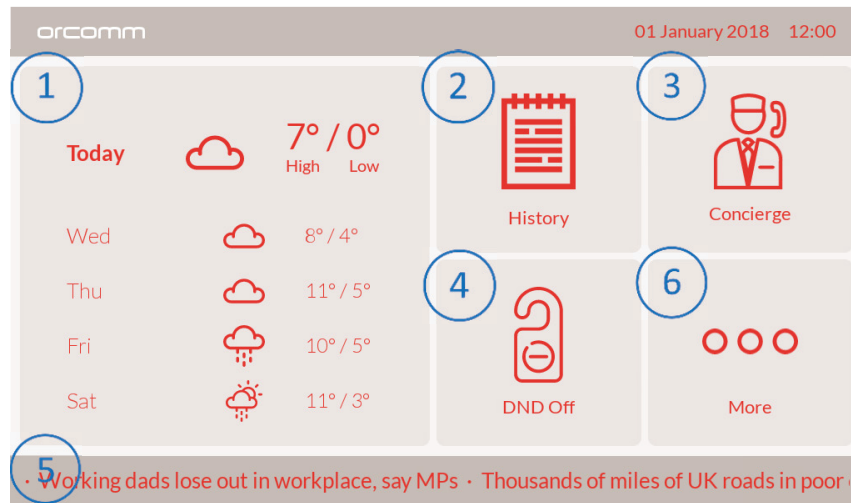 orcomm
01 January 2018 12:00
1
Today
7° / 0°
High Low
Wed 8° / 4°
Thu 11° / 5°
Fri 10° / 5°
Sat 11° / 3°
2
History
3
Concierge
4
DND Off
6
More
5
· Working dads lose out in workplace, say MPs · Thousands of miles of UK roads in poor